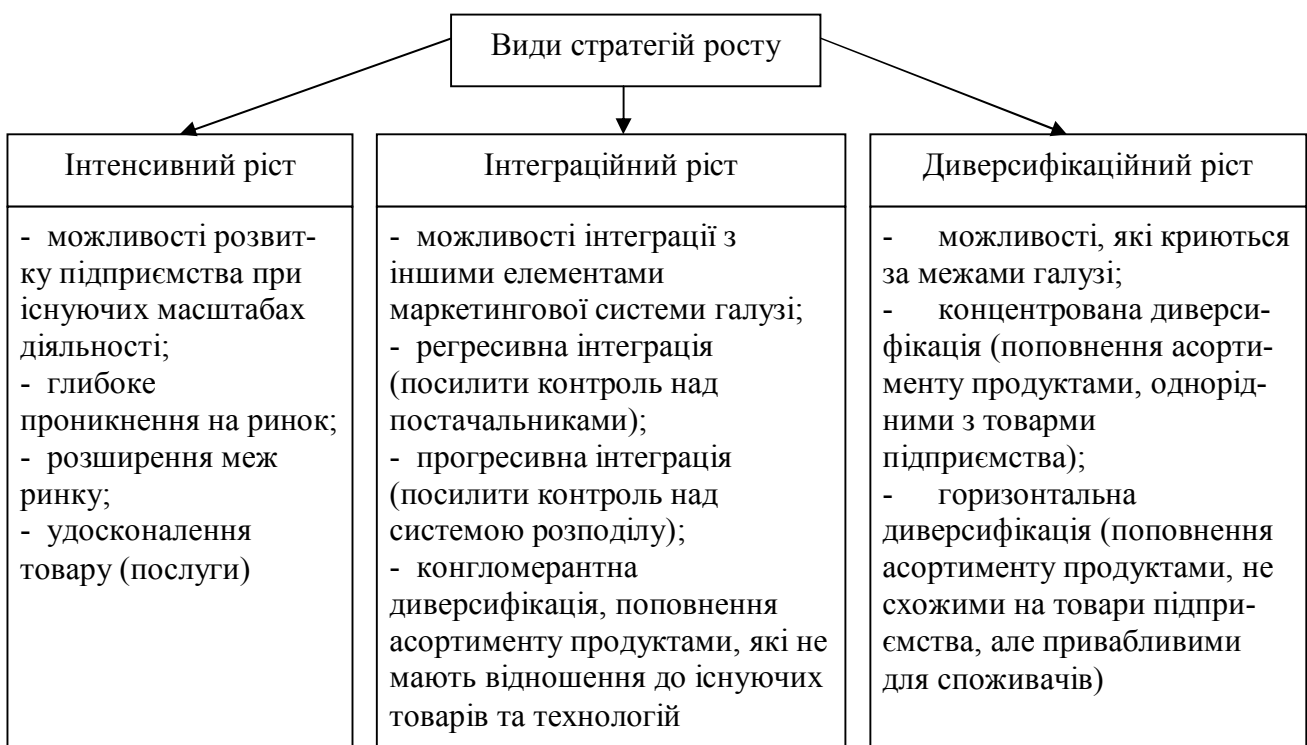 Види стратегій росту
Інтенсивний ріст
- можливості розвит-
ку підприємства при
існуючих масштабах
діяльності;
- глибоке
проникнення на ринок;
- розширення меж
ринку;
- удосконалення
товару (послуги)
Інтеграційний ріст
- можливості інтеграції з
іншими елементами
маркетингової системи галузі;
- регресивна інтеграція
(посилити контроль над
постачальниками);
- прогресивна інтеграція
(посилити контроль над
системою розподілу);
- конгломерантна
диверсифікація, поповнення
асортименту продуктами, які не
мають відношення до існуючих
товарів та технологій
Диверсифікаційний ріст
- можливості, які криються
за межами галузі;
- концентрована диверси-
фікація (поповнення асорти-
менту продуктами, однорід-
ними з товарми
підприємства);
- горизонтальна
диверсифікація (поповнення
асортименту продуктами, не
схожими на товари підпри-
ємства, але привабливими
для споживачів)